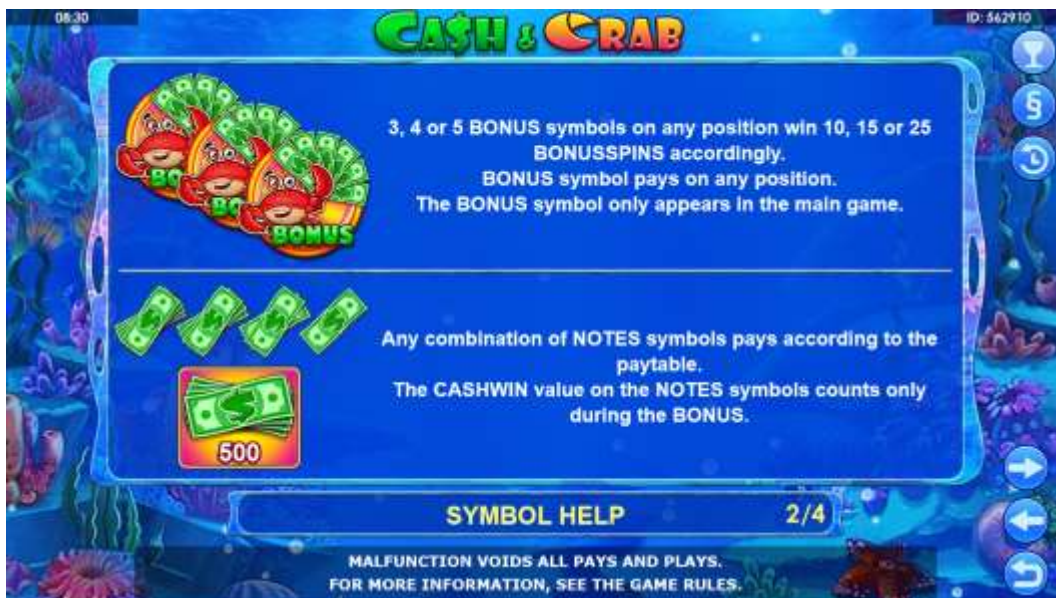 08:30
CA$H & CRAB
ID: 562910
BO
BO
BONUS
3, 4 or 5 BONUS symbols on any position win 10, 15 or 25
BONUSSPINS accordingly.
BONUS symbol pays on any position.
The BONUS symbol only appears in the main game.
§
$ $ $ $
Any combination of NOTES symbols pays according to the
paytable.
The CASHWIN value on the NOTES symbols counts only
during the BONUS.
$
500
SYMBOL HELP 2/4
MALFUNCTION VOIDS ALL PAYS AND PLAYS.
FOR MORE INFORMATION, SEE THE GAME RULES.